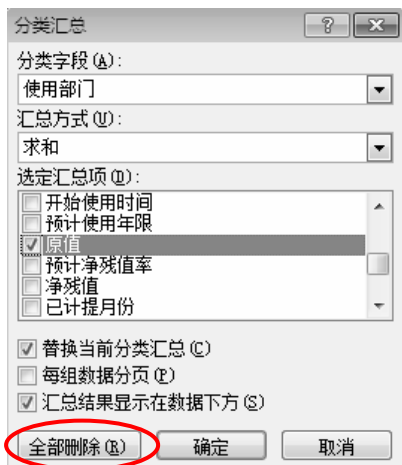 分类汇总
分类字段(A):
使用部门
汇总方式(U):
求和
选定汇总项(D):
开始使用时间
预计使用年限
原值
预计净残值率
净残值
已计提月份
替换当前分类汇总(C)
每组数据分页(P)
汇总结果显示在数据下方(S)
全部删除(R) 确定 取消